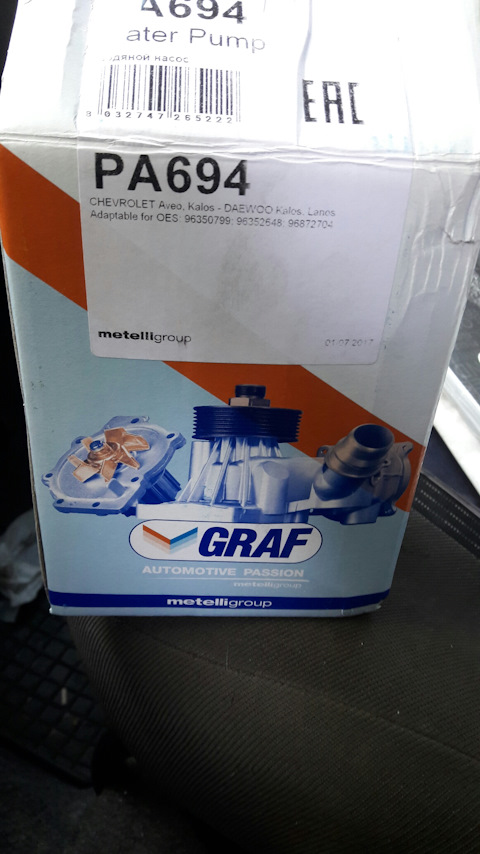 A694
ater Pump
дяной насос
EAC
8 032747 265222
PA694
CHEVROLET Aveo, Kalos - DAEWOO Kalos, Lanos
Adaptable for OES: 96350799; 96352648; 96872704
metelligroup
01/07/2017
GRAF
AUTOMOTIVE PASSION
metelligroup
metelligroup